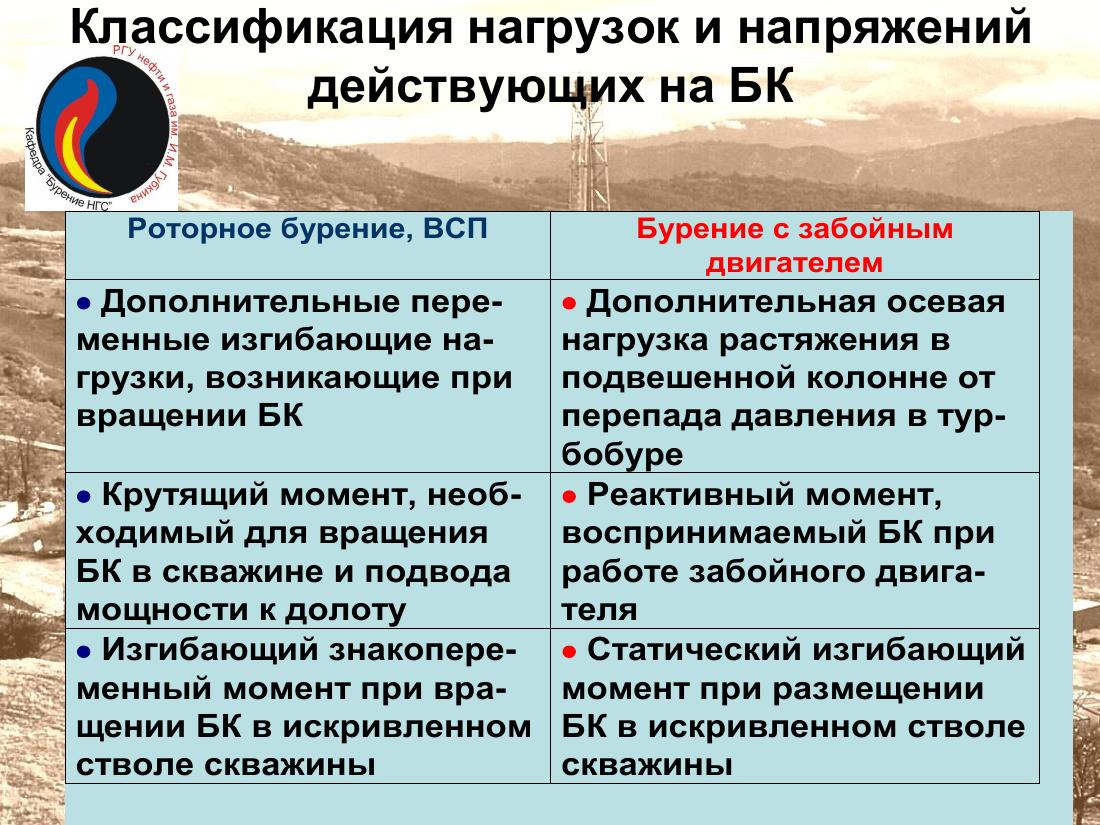 Классификация нагрузок и напряжений
действующих на БК
РГУ нефти и газа им. И.М. Губкина
Кафедра "Бурение НГС"
Роторное бурение, ВСП
Бурение с забойным
двигателем
• Дополнительные пере-
менные изгибающие на-
грузки, возникающие при
вращении БК
• Дополнительная осевая
нагрузка растяжения в
подвешенной колонне от
перепада давления в тур-
бобуре
• Крутящий момент, необ-
ходимый для вращения
БК в скважине и подвода
мощности к долоту
• Реактивный момент,
воспринимаемый БК при
работе забойного двига-
теля
• Изгибающий знакопере-
менный момент при вра-
щении БК в искривленном
стволе скважины
• Статический изгибающий
момент при размещении
БК в искривленном стволе
скважины